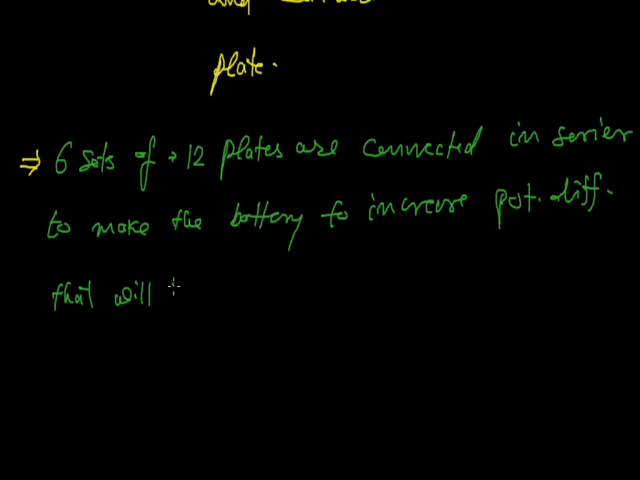 and
plate.
⇒ 6 sets of → 12 plates are connected in series
to make the battery to increase pot. diff.
that will